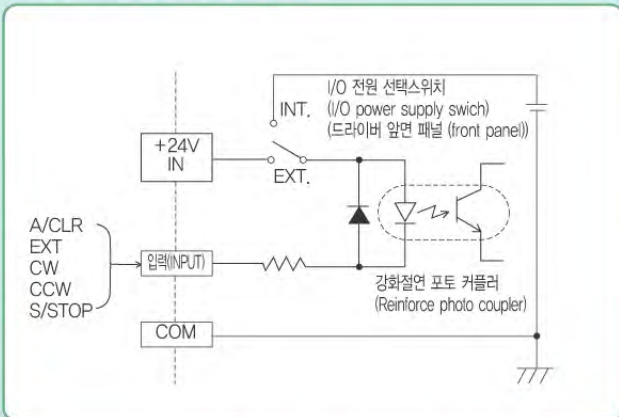 I/O 전원 선택스위치
(I/O power supply swich)
(드라이버 앞면 패널 (front panel))
INT.
+24V
IN
EXT.
A/CLR
EXT
CW
CCW
S/STOP
입력(INPUT)
강화절연 포토 커플러
(Reinforce photo coupler)
COM